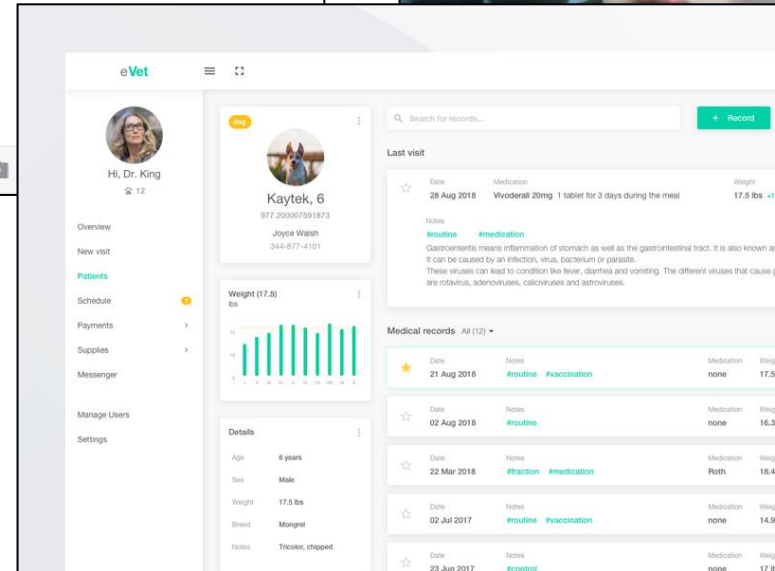 eVet
Hi, Dr. King
12
Overview
New visit
Patients
Schedule
Payments
Supplies
Messenger
Manage Users
Settings
dog
Kaytek, 6
977.200007591673
Joyce Walsh
344-877-4101
Weight (17.5)
lbs
Details
Age 6 years
Sex Male
Weight 17.5 lbs
Breed Mongrel
Notes Tricolor, chipped
Search for records...
+ Record
Last visit
Date Medication Weight
28 Aug 2018 Vivoderall 20mg 1 tablet for 3 days during the meal 17.5 lbs +1
Notes
#routine #medication
Gastroenteritis means inflammation of stomach as well as the gastrointestinal tract. It is also known as
It can be caused by an infection, virus, bacterium or parasite.
These viruses can lead to condition like fever, diarrhea and vomiting. The different viruses that cause
are rotavirus, adenoviruses, caliciviruses and astroviruses.
Medical records All (12)
Date Notes Medication Weig
21 Aug 2018 #routine #vaccination none 17.5
Date Notes Medication Weig
02 Aug 2018 #routine none 16.3
Date Notes Medication Weig
22 Mar 2018 #fraction #medication Roth 18.4
Date Notes Medication Weig
02 Jul 2017 #routine #vaccination none 14.9
Date Notes Medication Weig
23 Jun 2017 #control none 17 lb